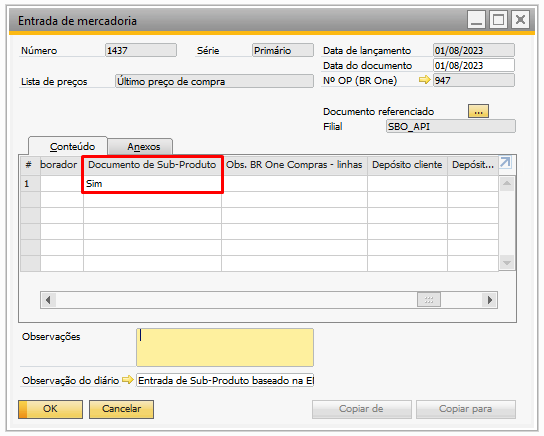 Entrada de mercadoria
Número 1437 Série Primário Data de lançamento 01/08/2023
Data do documento 01/08/2023
Lista de preços Último preço de compra Nº OP (BR One) 947
Documento referenciado ...
Filial SBO_API
Conteúdo Anexos
# borador Documento de Sub-Produto Obs. BR One Compras - linhas Depósito cliente Depósit...
1 Sim
Observações
Observação do diário Entrada de Sub-Produto baseado na El
OK Cancelar Copiar de Copiar para